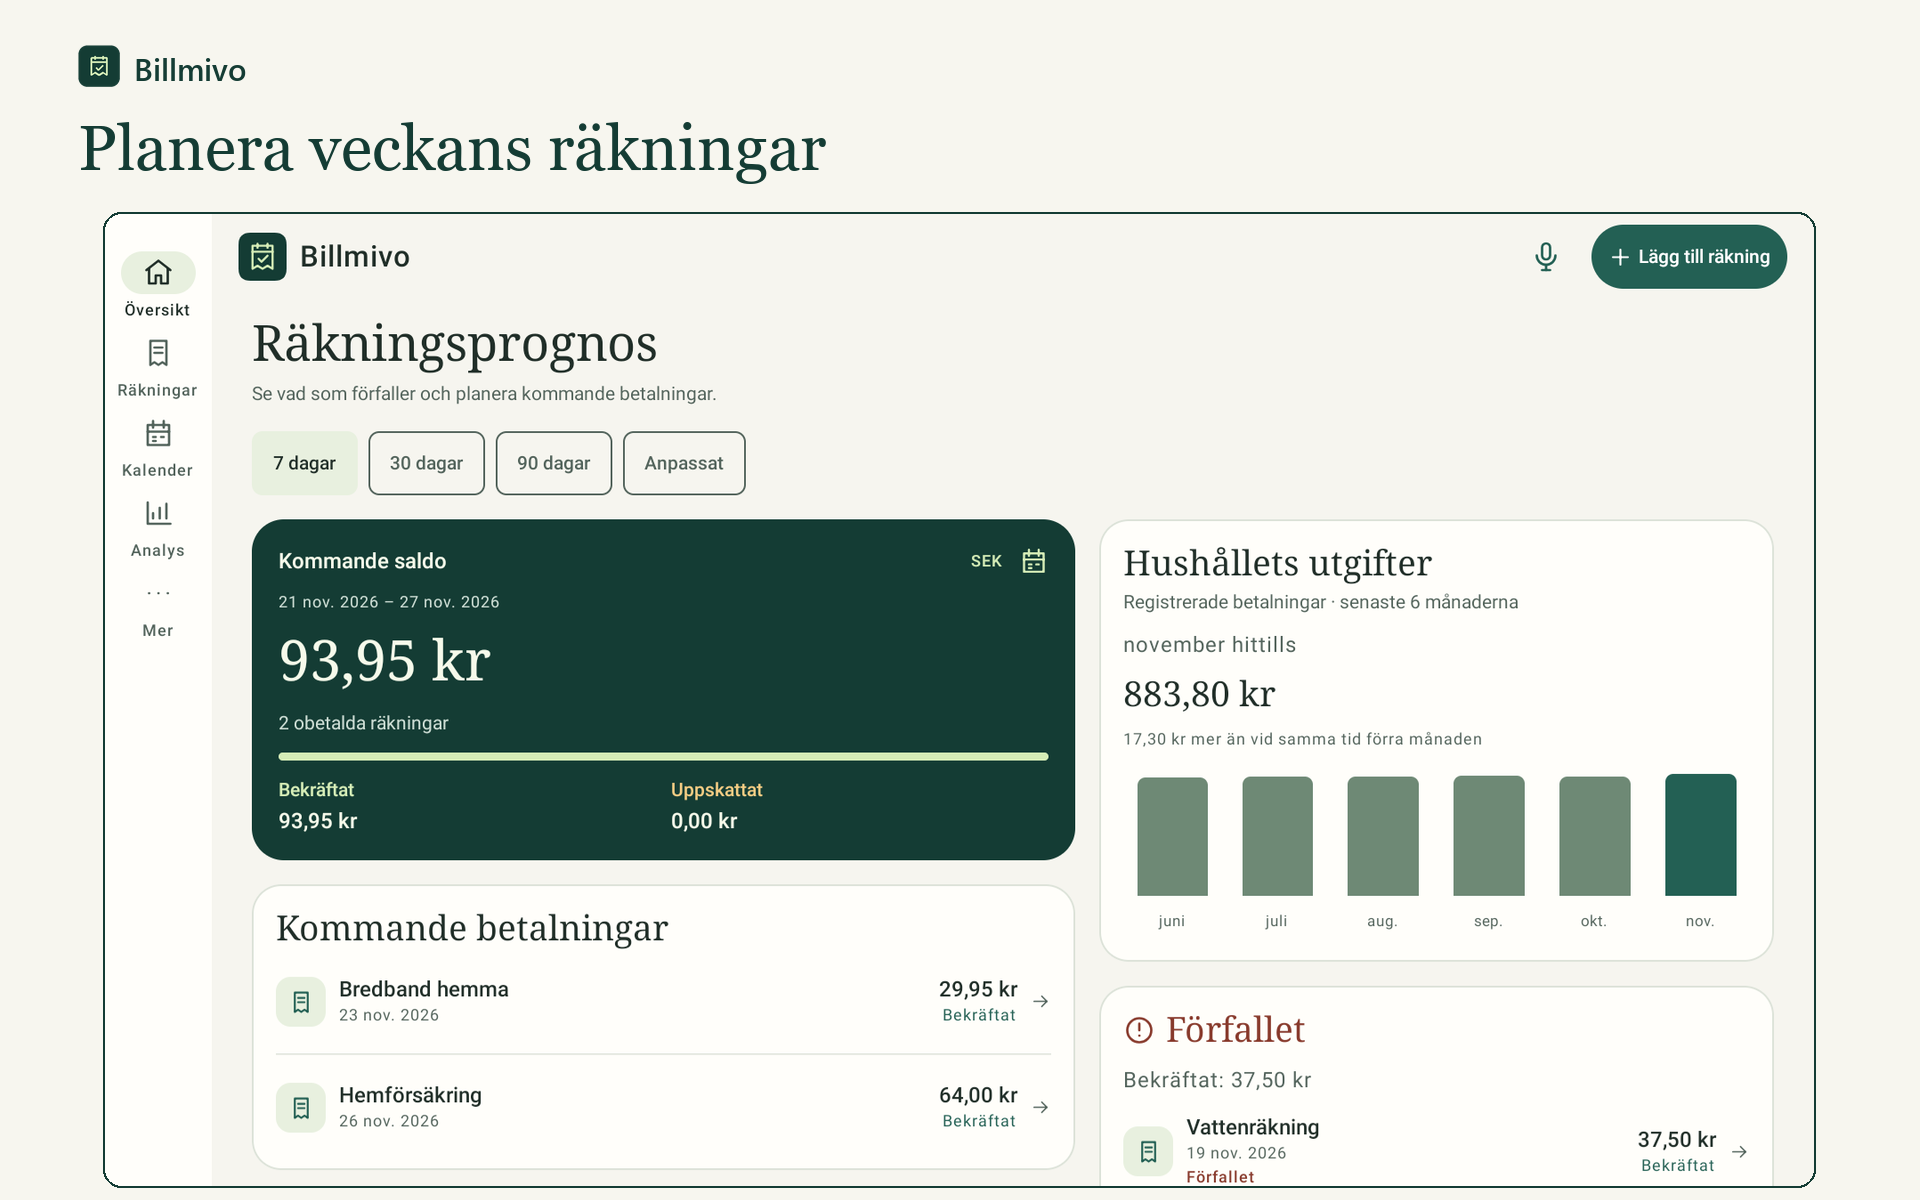 Billmivo
Planera veckans räkningar
Översikt
Räkningar
Kalender
Analys
Mer
Billmivo
Lägg till räkning
Räkningsprognos
Se vad som förfaller och planera kommande betalningar.
7 dagar
30 dagar
90 dagar
Anpassat
Kommande saldo
SEK
21 nov. 2026 – 27 nov. 2026
93,95 kr
2 obetalda räkningar
Bekräftat
Uppskattat
93,95 kr
0,00 kr
Kommande betalningar
Bredband hemma
23 nov. 2026
29,95 kr
Bekräftat
Hemförsäkring
26 nov. 2026
64,00 kr
Bekräftat
Hushållets utgifter
Registrerade betalningar · senaste 6 månaderna
november hittills
883,80 kr
17,30 kr mer än vid samma tid förra månaden
juni
juli
aug.
sep.
okt.
nov.
Förfallet
Bekräftat: 37,50 kr
Vattenräkning
19 nov. 2026
Förfallet
37,50 kr
Bekräftat